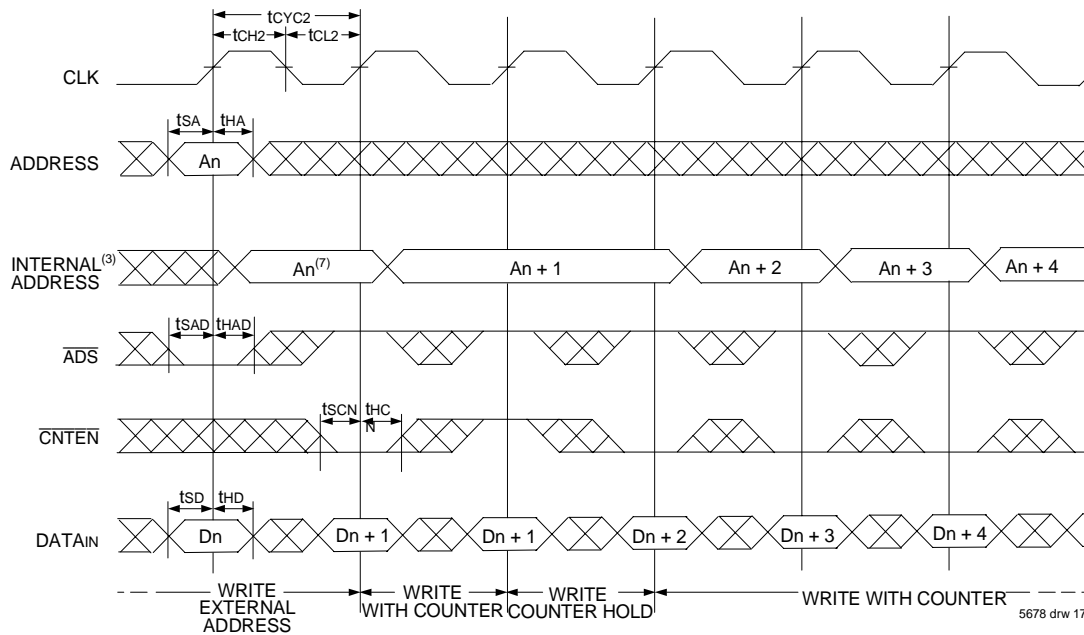 tCYC2
tCH2 tCL2
CLK
tSA tHA
ADDRESS An
INTERNAL(3)
ADDRESS
An(7) An + 1 An + 2 An + 3 An + 4
tSAD tHAD
ADS
tSCN tHC
N
CNTEN
tSD tHD
DATAIN Dn Dn + 1 Dn + 1 Dn + 2 Dn + 3 Dn + 4
WRITE
EXTERNAL
ADDRESS
WRITE
WITH COUNTER
WRITE
COUNTER HOLD
WRITE WITH COUNTER
5678 drw 17